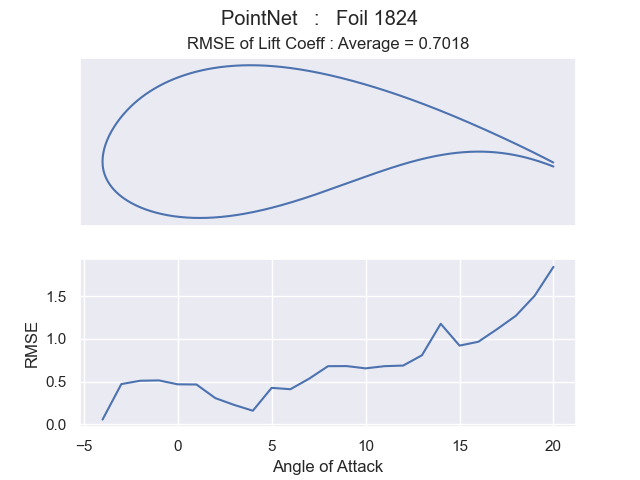 PointNet : Foil 1824
RMSE of Lift Coeff : Average = 0.7018
1.5
1.0
0.5
0.0
RMSE
−5 0 5 10 15 20
Angle of Attack